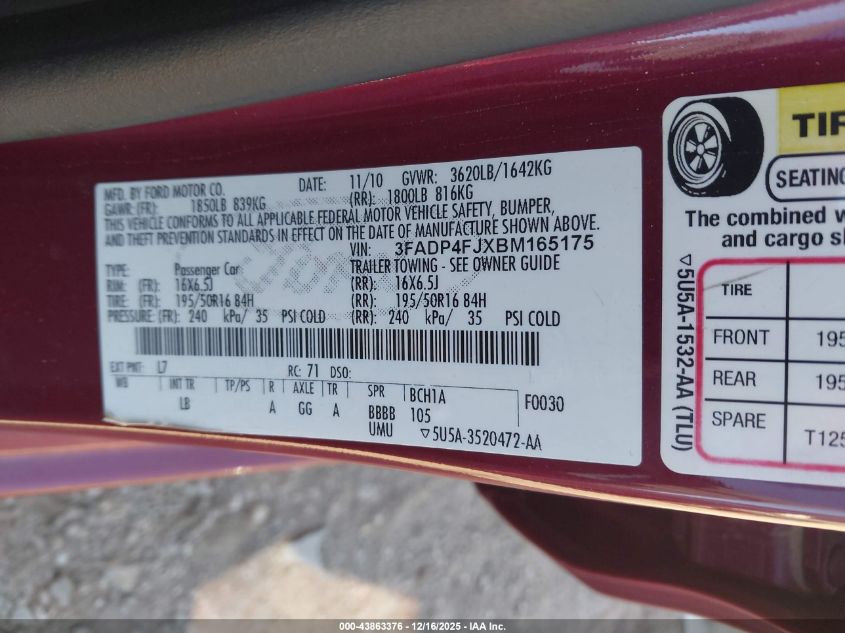 MFD. BY FORD MOTOR CO.
DATE: 11/10 GVWR: 3620LB/1642KG
GAWR: (FR): 1850LB 839KG (RR): 1800LB 816KG
THIS VEHICLE CONFORMS TO ALL APPLICABLE FEDERAL MOTOR VEHICLE SAFETY, BUMPER,
AND THEFT PREVENTION STANDARDS IN EFFECT ON THE DATE OF MANUFACTURE SHOWN ABOVE.
VIN: 3FADP4FJXBM165175
TYPE: Passenger Car TRAILER TOWING - SEE OWNER GUIDE
RIM: (FR): 16X6.5J (RR): 16X6.5J
TIRE: (FR): 195/50R16 84H (RR): 195/50R16 84H
PRESSURE (FR): 240 kPa/ 35 PSI COLD (RR): 240 kPa/ 35 PSI COLD
EXT PNT: L7 RC: 71 DSO:
WB INT TR TP/PS R AXLE TR SPR BCH1A
LB A GG A BBBB 105 F0030
UMU ▽5U5A-3520472-AA
TIR
SEATING
The combined w
and cargo sh
▽5U5A-1532-AA (TLU)
TIRE
FRONT 195
REAR 195
SPARE T125
000-43863376 - 12/16/2025 - IAA Inc.